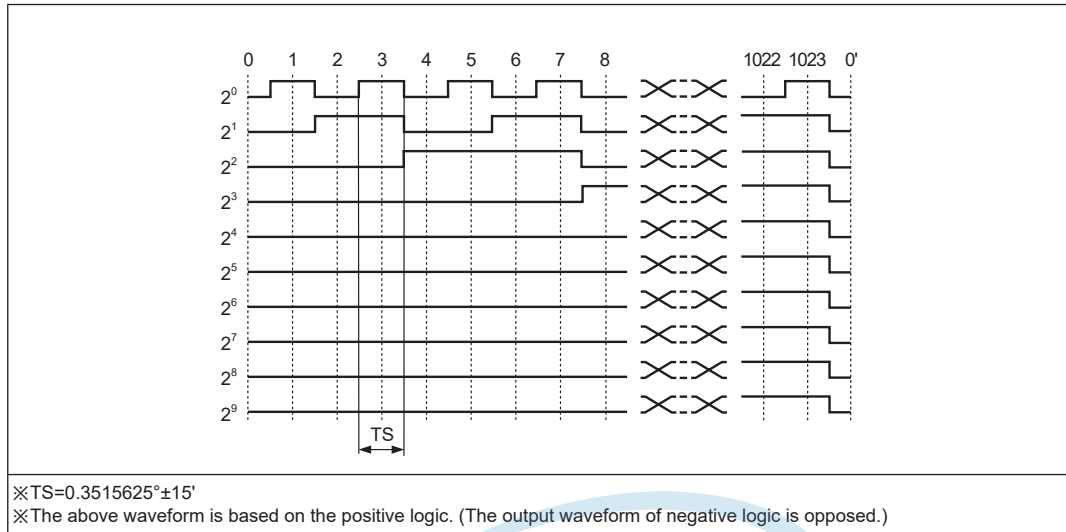 0 1 2 3 4 5 6 7 8 1022 1023 0'
2⁰
2¹
2²
2³
2⁴
2⁵
2⁶
2⁷
2⁸
2⁹
TS
※TS=0.3515625°±15'
※The above waveform is based on the positive logic. (The output waveform of negative logic is opposed.)